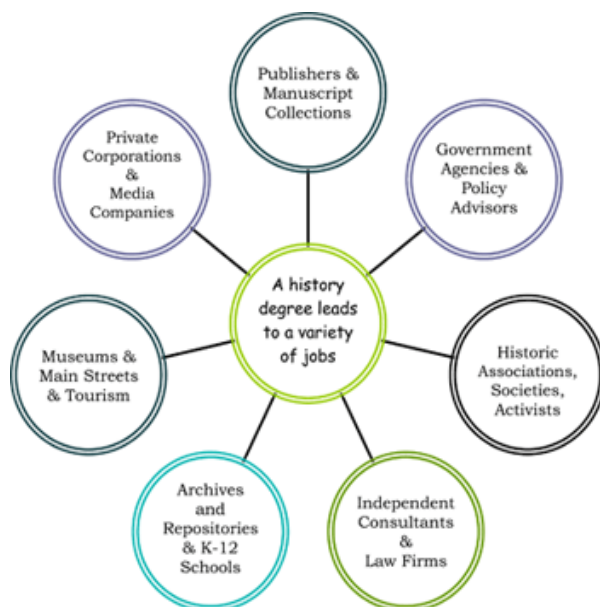 Publishers &
Manuscript
Collections
Private
Corporations
&
Media
Companies
Government
Agencies &
Policy
Advisors
A history
degree leads
to a variety
of jobs
Museums &
Main Streets
& Tourism
Historic
Associations,
Societies,
Activists
Archives
and
Repositories
& K-12
Schools
Independent
Consultants
&
Law Firms